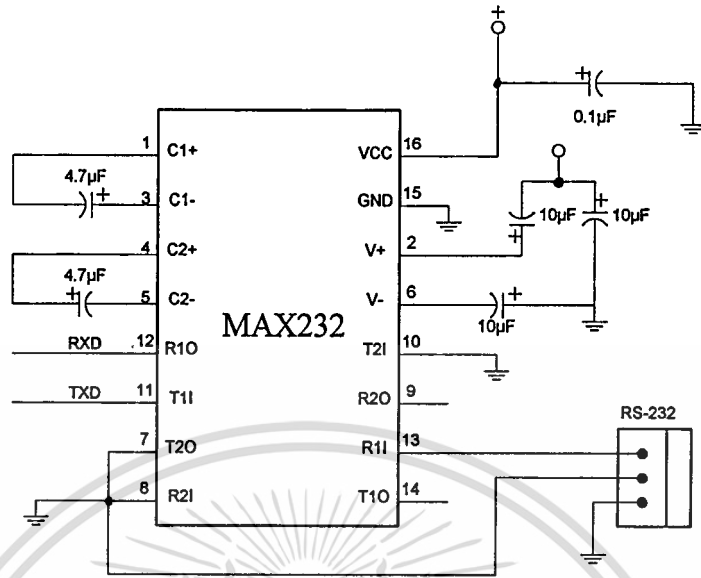 +
+
0.1µF
1 C1+ VCC 16
4.7µF
+
3 C1- GND 15
+
10µF 10µF
+
4 C2+ V+ 2
4.7µF
+
5 C2- V- 6
+
10µF
MAX232
RXD 12 R1O T2I 10
TXD 11 T1I R2O 9
RS-232
7 T2O R1I 13
8 R2I T1O 14